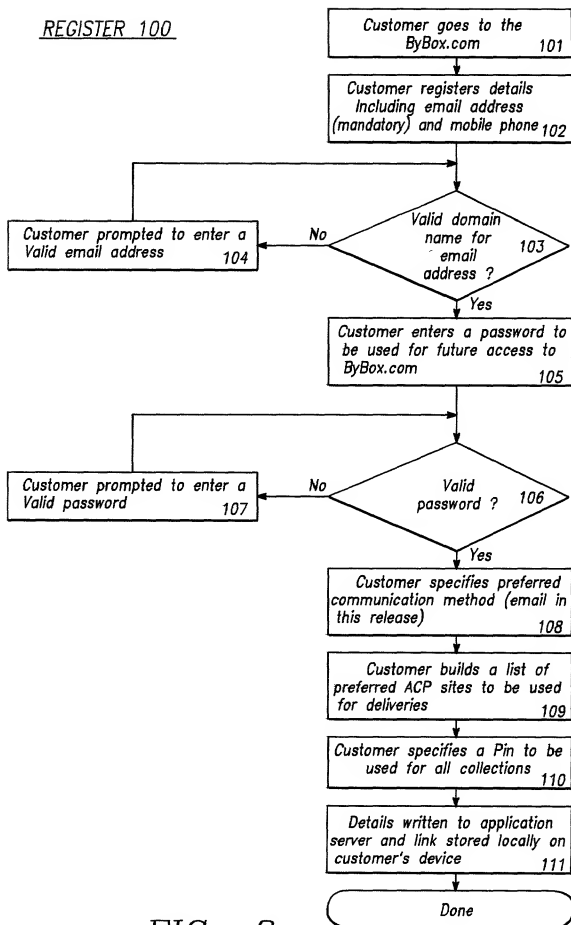 REGISTER 100
Customer goes to the
ByBox.com
101
Customer registers details
Including email address
(mandatory) and mobile phone
102
Valid domain
name for
email
address ?
103
No
Customer prompted to enter a
Valid email address
104
Yes
Customer enters a password to
be used for future access to
ByBox.com
105
Valid
password ?
106
No
Customer prompted to enter a
Valid password
107
Yes
Customer specifies preferred
communication method (email in
this release)
108
Customer builds a list of
preferred ACP sites to be used
for deliveries
109
Customer specifies a Pin to be
used for all collections
110
Details written to application
server and link stored locally on
customer's device
111
Done